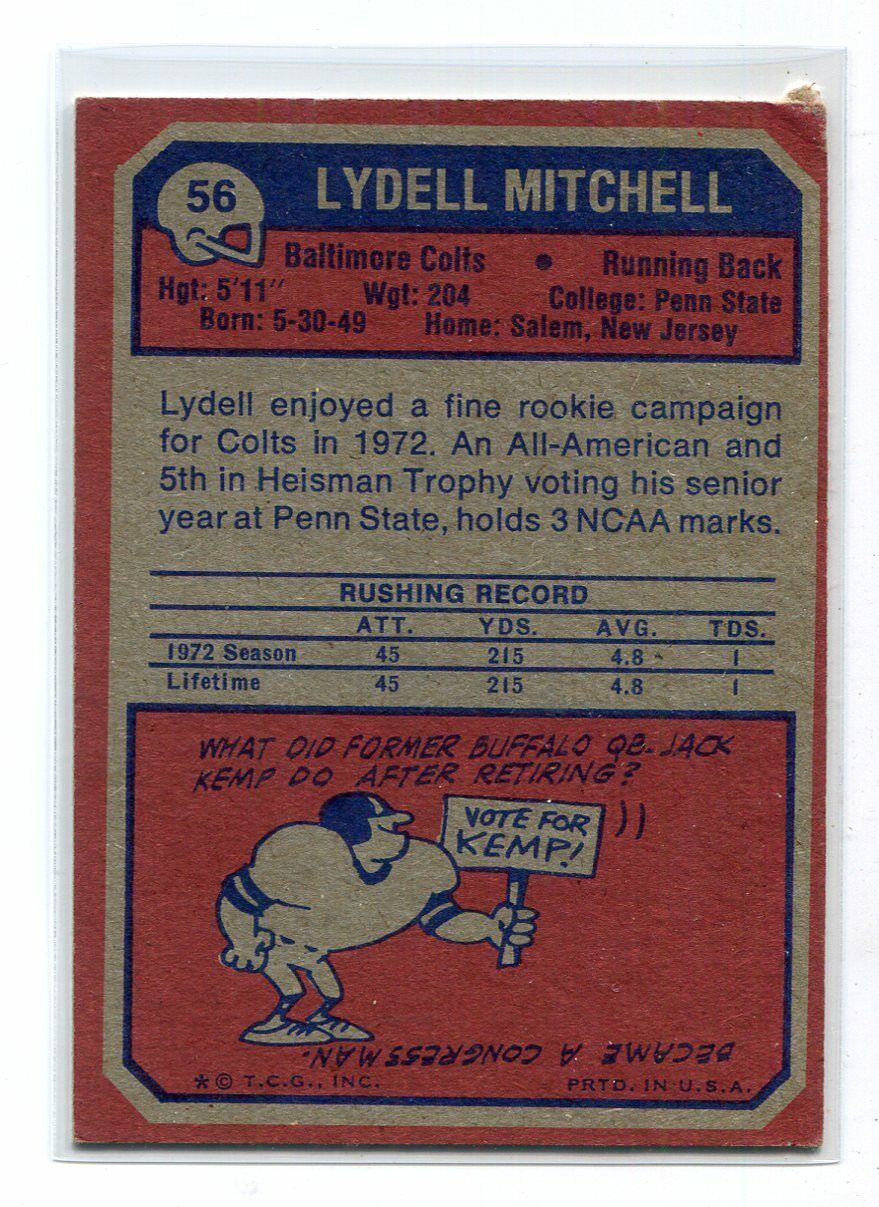 56
LYDELL MITCHELL
Baltimore Colts • Running Back
Hgt: 5'11" Wgt: 204 College: Penn State
Born: 5-30-49 Home: Salem, New Jersey
Lydell enjoyed a fine rookie campaign
for Colts in 1972. An All-American and
5th in Heisman Trophy voting his senior
year at Penn State, holds 3 NCAA marks.
RUSHING RECORD
ATT. YDS. AVG. TDS.
1972 Season 45 215 4.8 1
Lifetime 45 215 4.8 1
WHAT DID FORMER BUFFALO QB. JACK
KEMP DO AFTER RETIRING?
VOTE FOR
KEMP!
BECAME A CONGRESSMAN.
*© T.C.G., INC. PRTD. IN U.S.A.